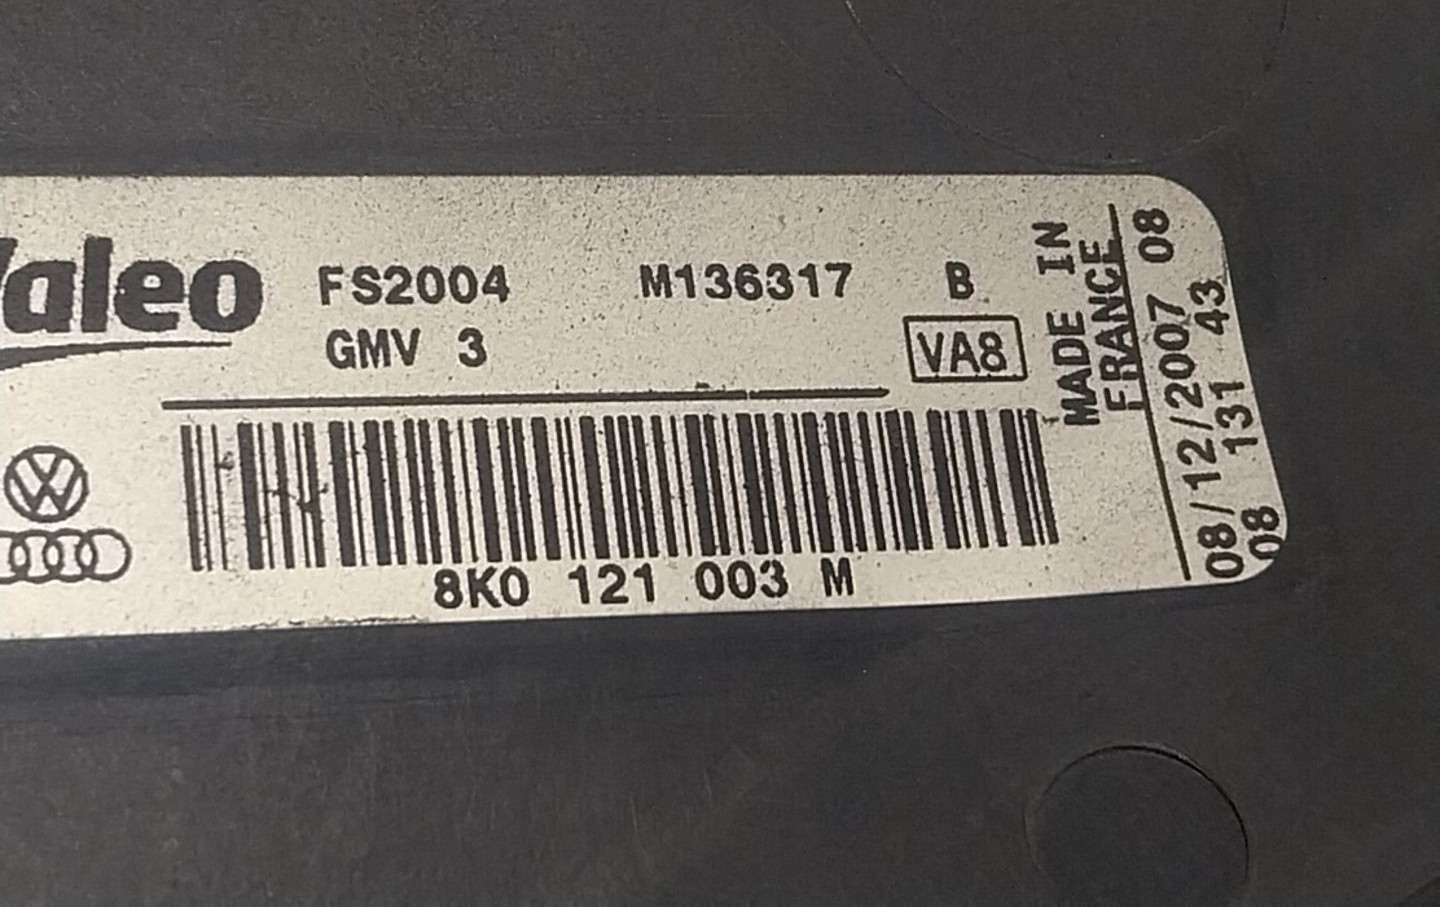 Valeo FS2004 M136317 B
GMV 3 VA8
8K0 121 003 M
MADE IN
FRANCE
08/12/2007 08
08 131 43